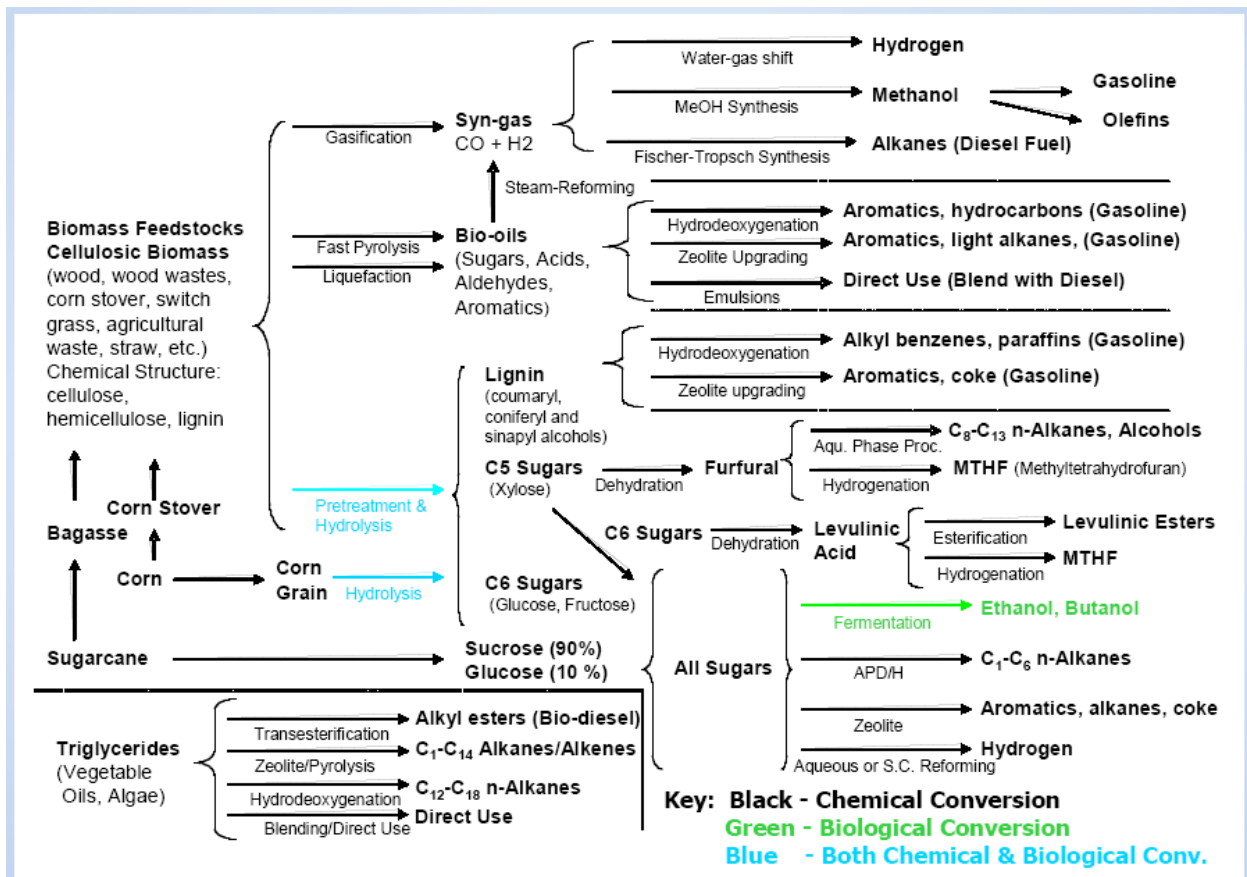 Water-gas shift
Hydrogen
MeOH Synthesis
Methanol
Gasoline
Olefins
Gasification
Syn-gas
CO + H2
Fischer-Tropsch Synthesis
Alkanes (Diesel Fuel)
Steam-Reforming
Biomass Feedstocks
Cellulosic Biomass
(wood, wood wastes,
corn stover, switch
grass, agricultural
waste, straw, etc.)
Chemical Structure:
cellulose,
hemicellulose, lignin
Fast Pyrolysis
Liquefaction
Bio-oils
(Sugars, Acids,
Aldehydes,
Aromatics)
Hydrodeoxygenation
Aromatics, hydrocarbons (Gasoline)
Zeolite Upgrading
Aromatics, light alkanes, (Gasoline)
Emulsions
Direct Use (Blend with Diesel)
Lignin
(coumaryl,
coniferyl and
sinapyl alcohols)
Hydrodeoxygenation
Alkyl benzenes, paraffins (Gasoline)
Zeolite upgrading
Aromatics, coke (Gasoline)
C5 Sugars
(Xylose)
Dehydration
Furfural
Aqu. Phase Proc.
C₈-C₁₃ n-Alkanes, Alcohols
Hydrogenation
MTHF (Methyltetrahydrofuran)
Pretreatment &
Hydrolysis
Corn Stover
Bagasse
C6 Sugars
Dehydration
Levulinic
Acid
Esterification
Levulinic Esters
Hydrogenation
MTHF
Corn
Corn
Grain
Hydrolysis
C6 Sugars
(Glucose, Fructose)
Fermentation
Ethanol, Butanol
Sugarcane
Sucrose (90%)
Glucose (10 %)
All Sugars
APD/H
C₁-C₆ n-Alkanes
Zeolite
Aromatics, alkanes, coke
Aqueous or S.C. Reforming
Hydrogen
Triglycerides
(Vegetable
Oils, Algae)
Transesterification
Alkyl esters (Bio-diesel)
Zeolite/Pyrolysis
C₁-C₁₄ Alkanes/Alkenes
Hydrodeoxygenation
C₁₂-C₁₈ n-Alkanes
Blending/Direct Use
Direct Use
Key: Black - Chemical Conversion
Green - Biological Conversion
Blue - Both Chemical & Biological Conv.